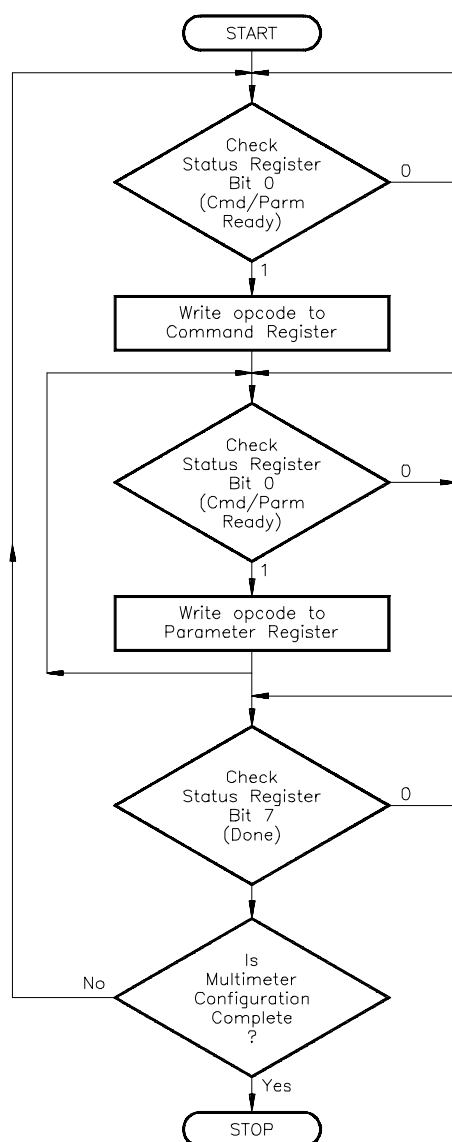 START
Check
Status Register
Bit 0
(Cmd/Parm
Ready)
0
1
Write opcode to
Command Register
Check
Status Register
Bit 0
(Cmd/Parm
Ready)
0
1
Write opcode to
Parameter Register
Check
Status Register
Bit 7
(Done)
0
Is
Multimeter
Configuration
Complete
?
No
Yes
STOP